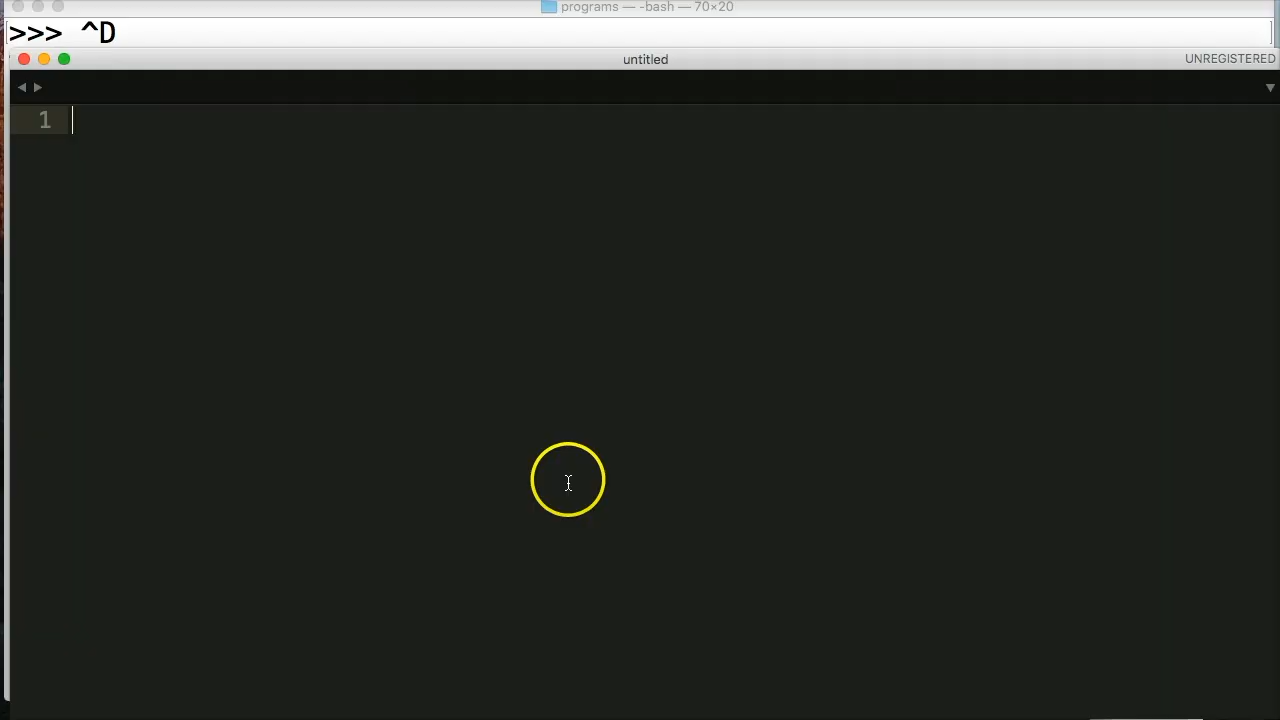 programs — -bash — 70×20
>>> ^D
untitled
UNREGISTERED
1